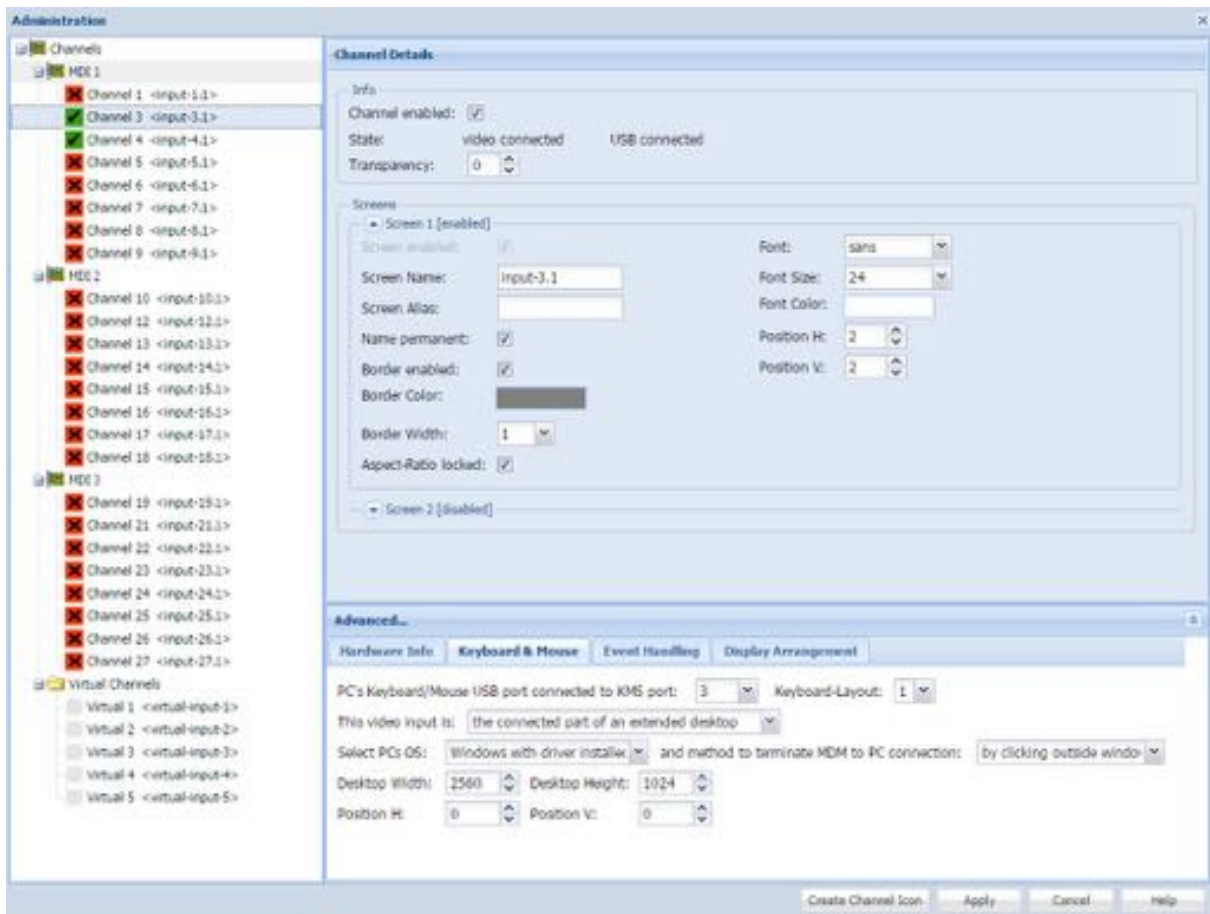 Administration
Channels
MDI 1
Channel 1 <input-1.1>
Channel 3 <input-3.1>
Channel 4 <input-4.1>
Channel 5 <input-5.1>
Channel 6 <input-6.1>
Channel 7 <input-7.1>
Channel 8 <input-8.1>
Channel 9 <input-9.1>
MDI 2
Channel 10 <input-10.1>
Channel 12 <input-12.1>
Channel 13 <input-13.1>
Channel 14 <input-14.1>
Channel 15 <input-15.1>
Channel 16 <input-16.1>
Channel 17 <input-17.1>
Channel 18 <input-18.1>
MDI 3
Channel 19 <input-19.1>
Channel 21 <input-21.1>
Channel 22 <input-22.1>
Channel 23 <input-23.1>
Channel 24 <input-24.1>
Channel 25 <input-25.1>
Channel 26 <input-26.1>
Channel 27 <input-27.1>
Virtual Channels
Virtual 1 <virtual-input-1>
Virtual 2 <virtual-input-2>
Virtual 3 <virtual-input-3>
Virtual 4 <virtual-input-4>
Virtual 5 <virtual-input-5>
Channel Details
Info
Channel enabled:
State: video connected USB connected
Transparency: 0
Screens
Screen 1 [enabled]
Screen enabled: Font: sans
Screen Name: input-3.1 Font Size: 24
Screen Alias: Font Color:
Name permanent: Position H: 2
Border enabled: Position V: 2
Border Color:
Border Width: 1
Aspect-Ratio locked:
Screen 2 [disabled]
Advanced...
Hardware Info Keyboard & Mouse Event Handling Display Arrangement
PC's Keyboard/Mouse USB port connected to KMS port: 3 Keyboard-Layout: 1
This video input is: the connected part of an extended desktop
Select PCs OS: Windows with driver installec and method to terminate MDM to PC connection: by clicking outside windo
Desktop Width: 2560 Desktop Height: 1024
Position H: 0 Position V: 0
Create Channel Icon Apply Cancel Help